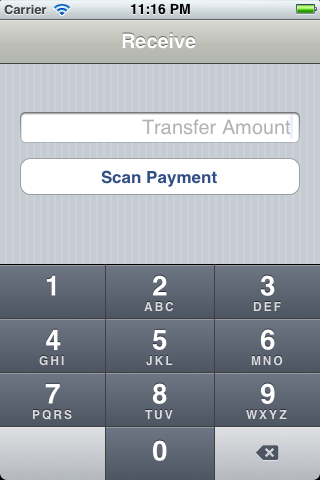 Carrier 11:16 PM
Receive
Transfer Amount
Scan Payment
1 2 3
ABC DEF
4 5 6
GHI JKL MNO
7 8 9
PQRS TUV WXYZ
0